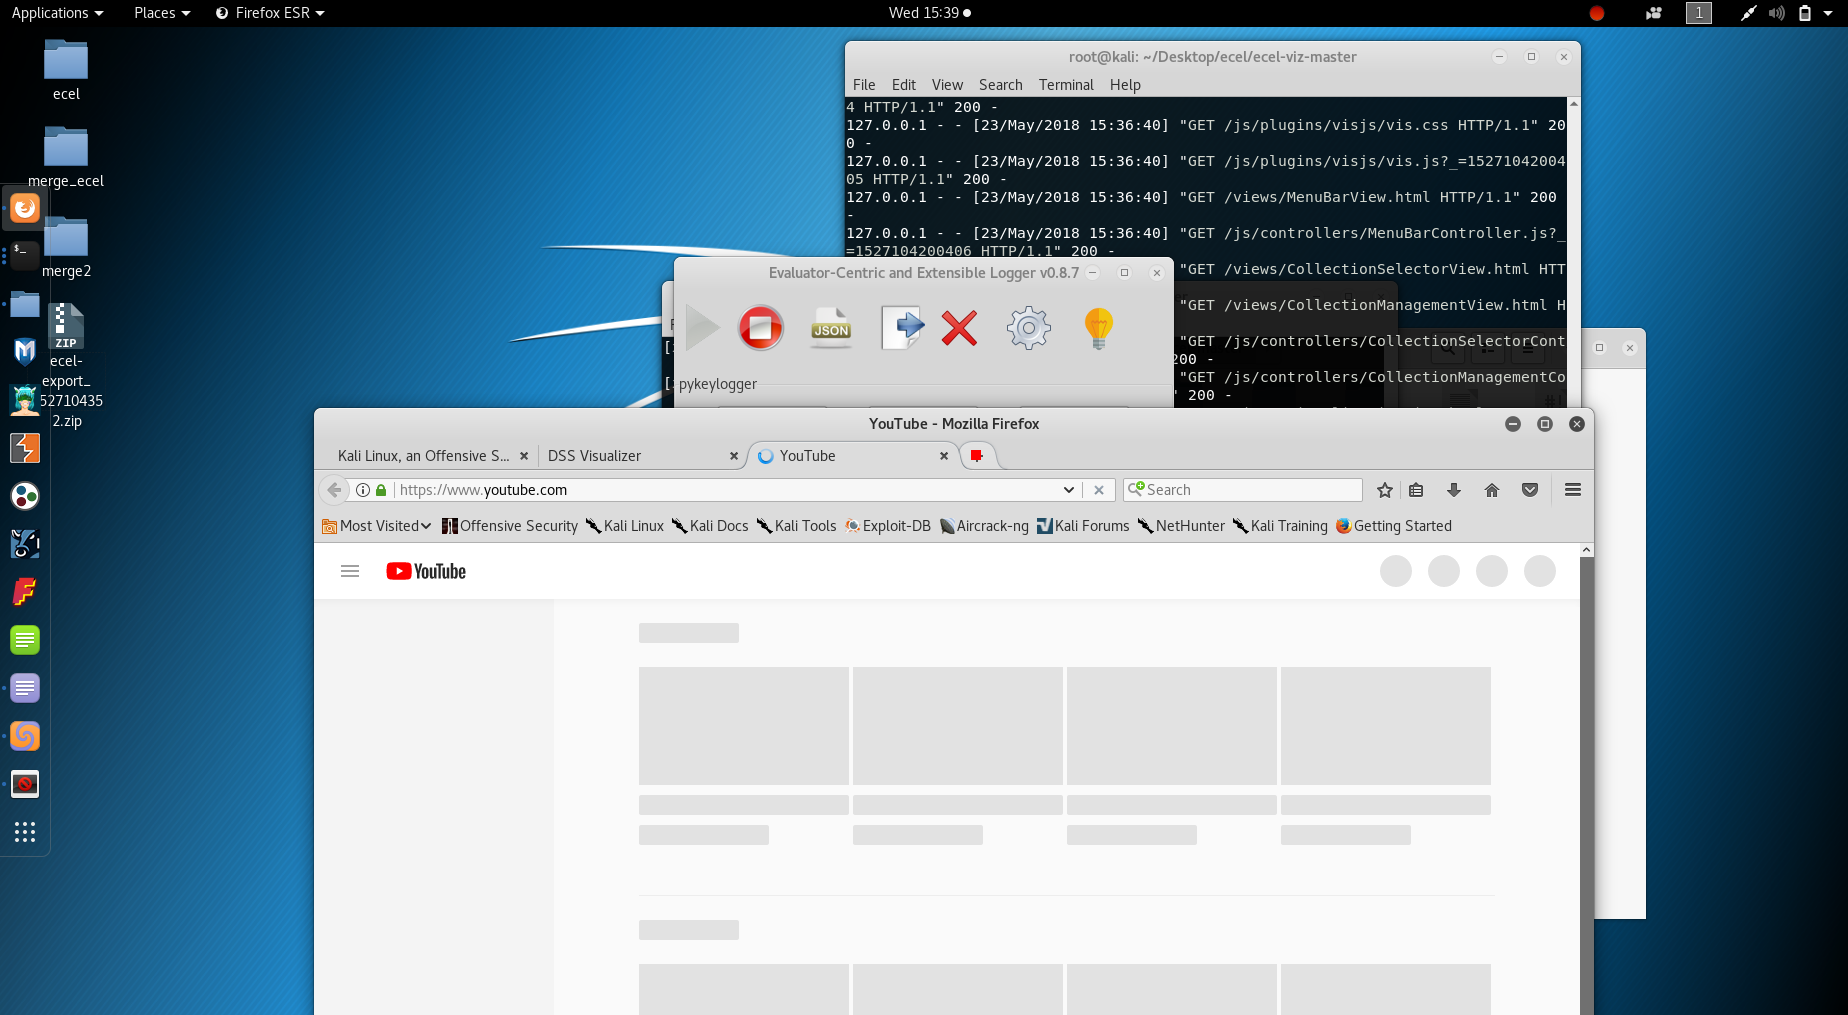 Applications
Places
Firefox ESR
Wed 15:39
1
ecel
merge_ecel
merge2
ZIP
ecel-
export_
52710435
2.zip
root@kali: ~/Desktop/ecel/ecel-viz-master
File Edit View Search Terminal Help
4 HTTP/1.1" 200 -
127.0.0.1 - - [23/May/2018 15:36:40] "GET /js/plugins/visjs/vis.css HTTP/1.1" 20
0 -
127.0.0.1 - - [23/May/2018 15:36:40] "GET /js/plugins/visjs/vis.js?_=15271042004
05 HTTP/1.1" 200 -
127.0.0.1 - - [23/May/2018 15:36:40] "GET /views/MenuBarView.html HTTP/1.1" 200
-
127.0.0.1 - - [23/May/2018 15:36:40] "GET /js/controllers/MenuBarController.js?_
=1527104200406 HTTP/1.1" 200 -
"GET /views/CollectionSelectorView.html HTT
"GET /views/CollectionManagementView.html H
"GET /js/controllers/CollectionSelectorCont
200 -
"GET /js/controllers/CollectionManagementCo
" 200 -
Evaluator-Centric and Extensible Logger v0.8.7
JSON
pykeylogger
YouTube - Mozilla Firefox
Kali Linux, an Offensive S...
DSS Visualizer
YouTube
https://www.youtube.com
Search
Most Visited
Offensive Security
Kali Linux
Kali Docs
Kali Tools
Exploit-DB
Aircrack-ng
Kali Forums
NetHunter
Kali Training
Getting Started
YouTube